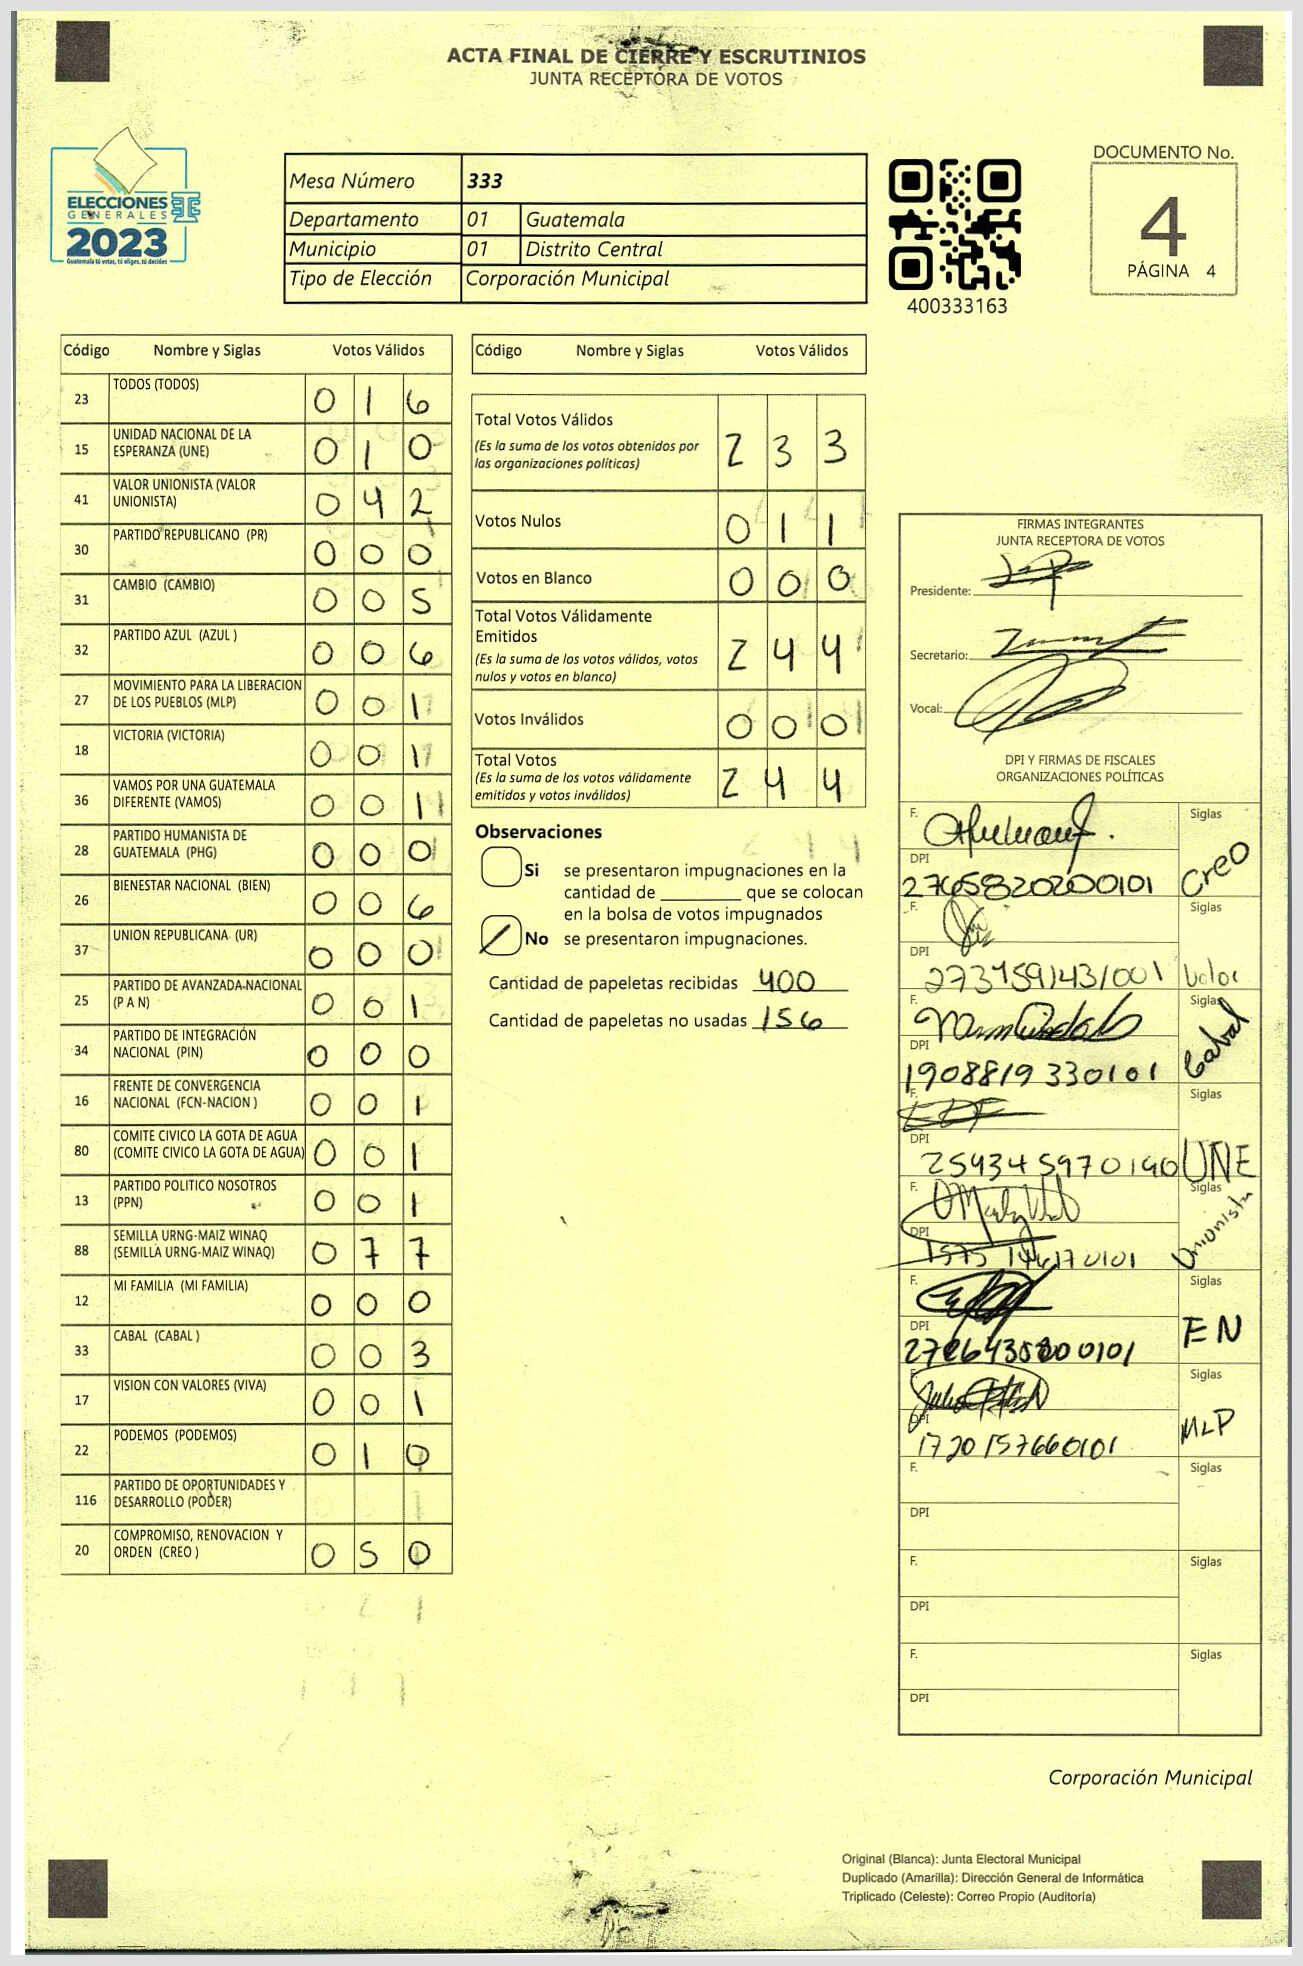 ACTA FINAL DE CIERRE Y ESCRUTINIOS
JUNTA RECEPTORA DE VOTOS
ELECCIONES
GENERALES
2023
Guatemala tú votas, tú eliges, tú decides
Mesa Número 333
Departamento 01 Guatemala
Municipio 01 Distrito Central
Tipo de Elección Corporación Municipal
400333163
DOCUMENTO No.
4
PÁGINA 4
Código Nombre y Siglas Votos Válidos
23 TODOS (TODOS) 0 1 6
15 UNIDAD NACIONAL DE LA ESPERANZA (UNE) 0 1 0
41 VALOR UNIONISTA (VALOR UNIONISTA) 0 4 2
30 PARTIDO REPUBLICANO (PR) 0 0 0
31 CAMBIO (CAMBIO) 0 0 5
32 PARTIDO AZUL (AZUL ) 0 0 6
27 MOVIMIENTO PARA LA LIBERACION DE LOS PUEBLOS (MLP) 0 0 1
18 VICTORIA (VICTORIA) 0 0 1
36 VAMOS POR UNA GUATEMALA DIFERENTE (VAMOS) 0 0 1
28 PARTIDO HUMANISTA DE GUATEMALA (PHG) 0 0 0
26 BIENESTAR NACIONAL (BIEN) 0 0 6
37 UNION REPUBLICANA (UR) 0 0 0
25 PARTIDO DE AVANZADA NACIONAL (P A N) 0 0 1
34 PARTIDO DE INTEGRACIÓN NACIONAL (PIN) 0 0 0
16 FRENTE DE CONVERGENCIA NACIONAL (FCN-NACION ) 0 0 1
80 COMITE CIVICO LA GOTA DE AGUA (COMITE CIVICO LA GOTA DE AGUA) 0 0 1
13 PARTIDO POLITICO NOSOTROS (PPN) 0 0 1
88 SEMILLA URNG-MAIZ WINAQ (SEMILLA URNG-MAIZ WINAQ) 0 7 7
12 MI FAMILIA (MI FAMILIA) 0 0 0
33 CABAL (CABAL ) 0 0 3
17 VISION CON VALORES (VIVA) 0 0 1
22 PODEMOS (PODEMOS) 0 1 0
116 PARTIDO DE OPORTUNIDADES Y DESARROLLO (PODER)
20 COMPROMISO, RENOVACION Y ORDEN (CREO ) 0 5 0
Código Nombre y Siglas Votos Válidos
Total Votos Válidos 2 3 3
(Es la suma de los votos obtenidos por
las organizaciones políticas)
Votos Nulos 0 1 1
Votos en Blanco 0 0 0
Total Votos Válidamente
Emitidos 2 4 4
(Es la suma de los votos válidos, votos
nulos y votos en blanco)
Votos Inválidos 0 0 0
Total Votos 2 4 4
(Es la suma de los votos válidamente
emitidos y votos inválidos)
Observaciones
Si se presentaron impugnaciones en la
cantidad de ________ que se colocan
en la bolsa de votos impugnados
No se presentaron impugnaciones.
Cantidad de papeletas recibidas 400
Cantidad de papeletas no usadas 156
FIRMAS INTEGRANTES
JUNTA RECEPTORA DE VOTOS
Presidente:
Secretario:
Vocal:
DPI Y FIRMAS DE FISCALES
ORGANIZACIONES POLÍTICAS
F. Siglas
DPI Creo
2765820200101
F. Siglas
DPI Valor
F. Siglas
DPI Cabal
1908819330101
F. Siglas
DPI UNE
F. Siglas
DPI Unionista
F. Siglas
DPI EN
F. Siglas
DPI MLP
1720157660101
F. Siglas
DPI
F. Siglas
DPI
F. Siglas
DPI
Corporación Municipal
Original (Blanca): Junta Electoral Municipal
Duplicado (Amarilla): Dirección General de Informática
Triplicado (Celeste): Correo Propio (Auditoría)